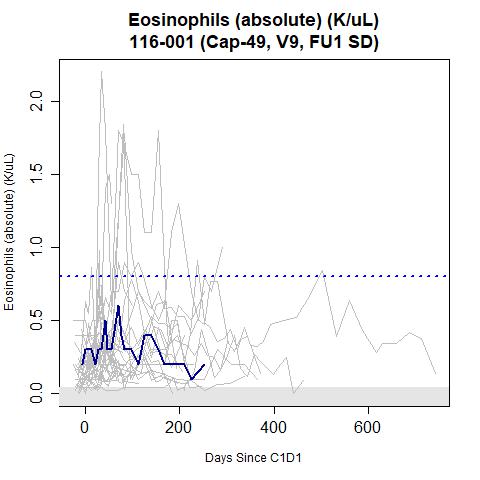 Eosinophils (absolute) (K/uL)
116-001 (Cap-49, V9, FU1 SD)
Eosinophils (absolute) (K/uL)
2.0
1.5
1.0
0.5
0.0
0
200
400
600
Days Since C1D1